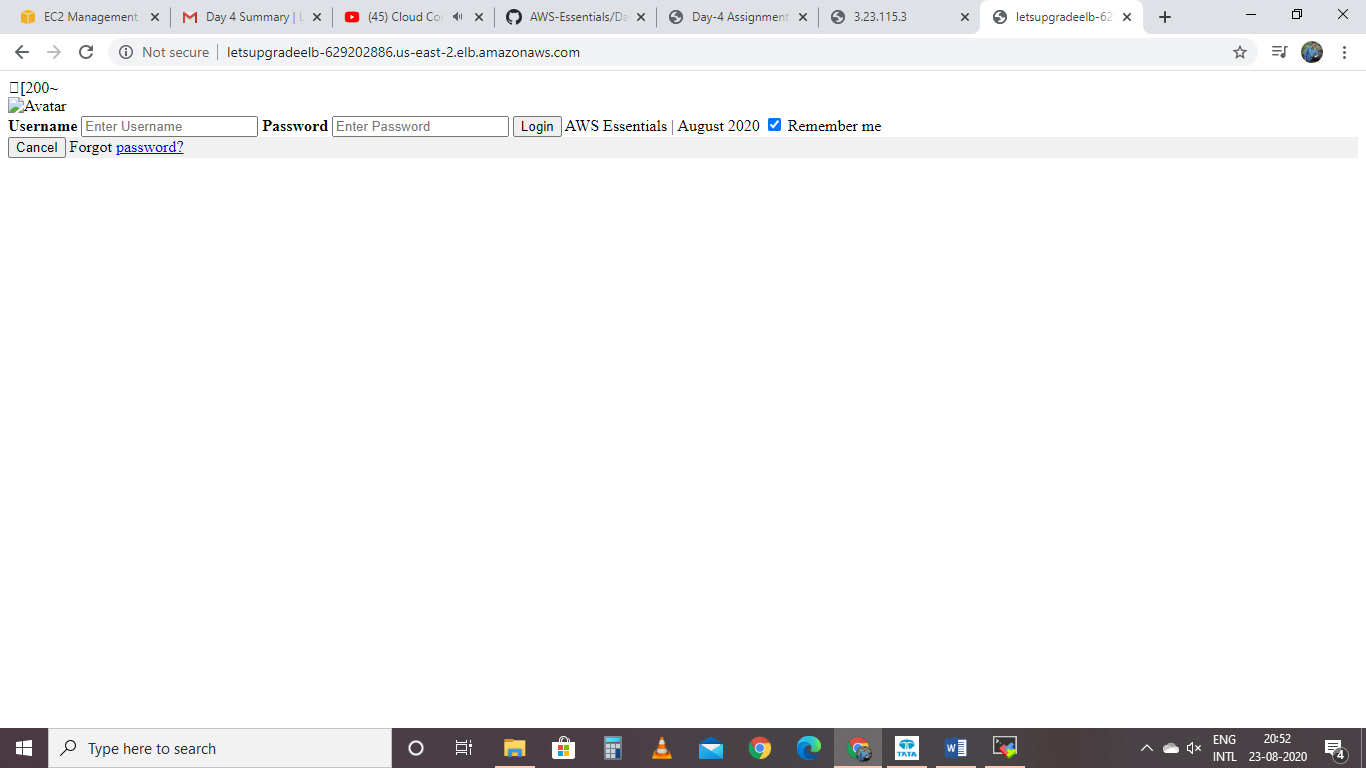 EC2 Management
Day 4 Summary | L
(45) Cloud Co
AWS-Essentials/Da
Day-4 Assignment
3.23.115.3
letsupgradeelb-62
Not secure | letsupgradeelb-629202886.us-east-2.elb.amazonaws.com
[200~
Avatar
Username Enter Username Password Enter Password Login AWS Essentials | August 2020 Remember me
Cancel Forgot password?
Type here to search
TATA
ENG
INTL
20:52
23-08-2020
4